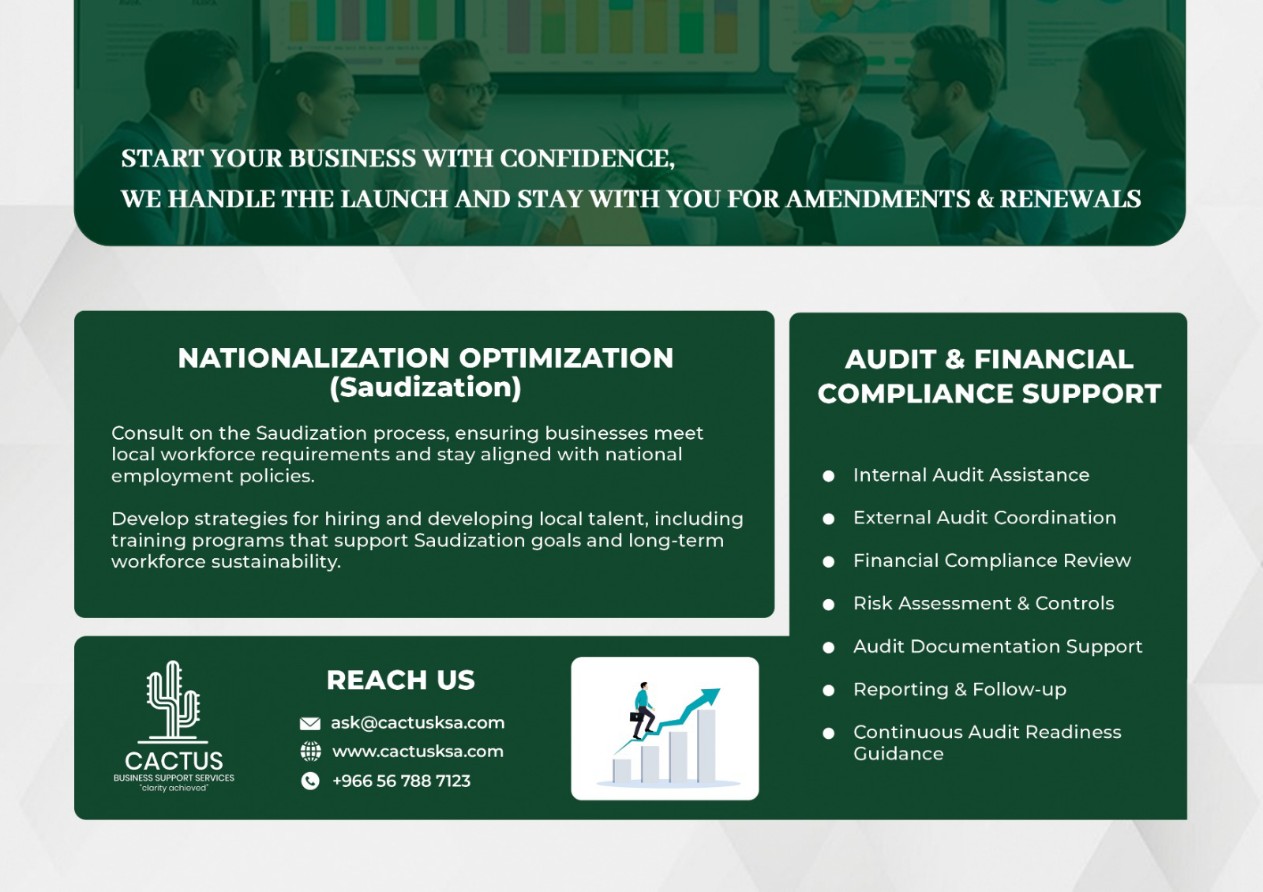 START YOUR BUSINESS WITH CONFIDENCE,
WE HANDLE THE LAUNCH AND STAY WITH YOU FOR AMENDMENTS & RENEWALS
NATIONALIZATION OPTIMIZATION
(Saudization)
Consult on the Saudization process, ensuring businesses meet
local workforce requirements and stay aligned with national
employment policies.
Develop strategies for hiring and developing local talent, including
training programs that support Saudization goals and long-term
workforce sustainability.
AUDIT & FINANCIAL
COMPLIANCE SUPPORT
Internal Audit Assistance
External Audit Coordination
Financial Compliance Review
Risk Assessment & Controls
Audit Documentation Support
Reporting & Follow-up
Continuous Audit Readiness
Guidance
CACTUS
BUSINESS SUPPORT SERVICES
"clarity achieved"
REACH US
ask@cactusksa.com
www.cactusksa.com
+966 56 788 7123